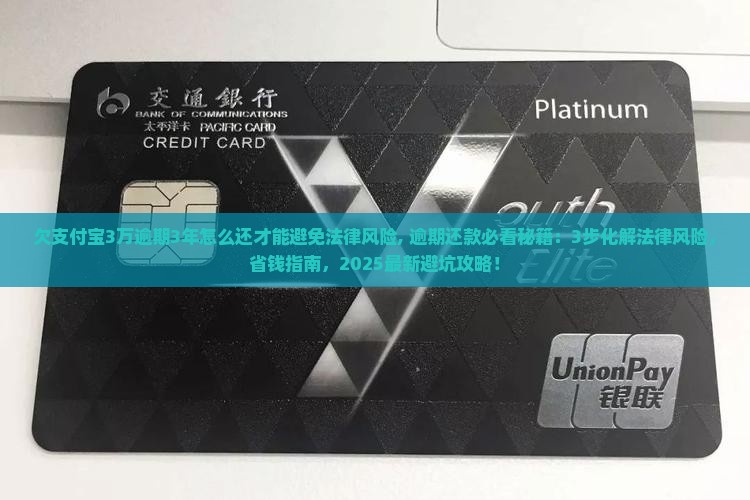 交通銀行
BANK OF COMMUNICATIONS
太平洋卡 PACIFIC CARD
CREDIT CARD
Platinum
outh
Elite
欠支付宝3万逾期3年怎么还才能避免法律风险, 逾期还款必看秘籍：3步化解法律风险，
省钱指南，2025最新避坑攻略！
UnionPay
银联